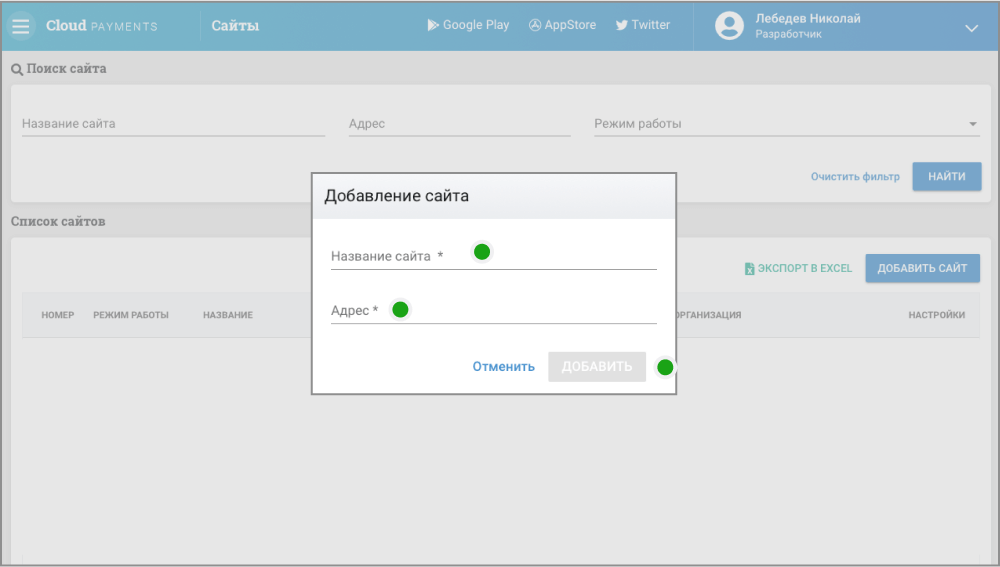 Cloud PAYMENTS
Сайты
Google Play
AppStore
Twitter
Лебедев Николай
Разработчик
Поиск сайта
Название сайта
Адрес
Режим работы
Очистить фильтр
НАЙТИ
Список сайтов
Добавление сайта
Название сайта *
Адрес *
Отменить
ДОБАВИТЬ
ЭКСПОРТ В EXCEL
ДОБАВИТЬ САЙТ
НОМЕР
РЕЖИМ РАБОТЫ
НАЗВАНИЕ
РГАНИЗАЦИЯ
НАСТРОЙКИ